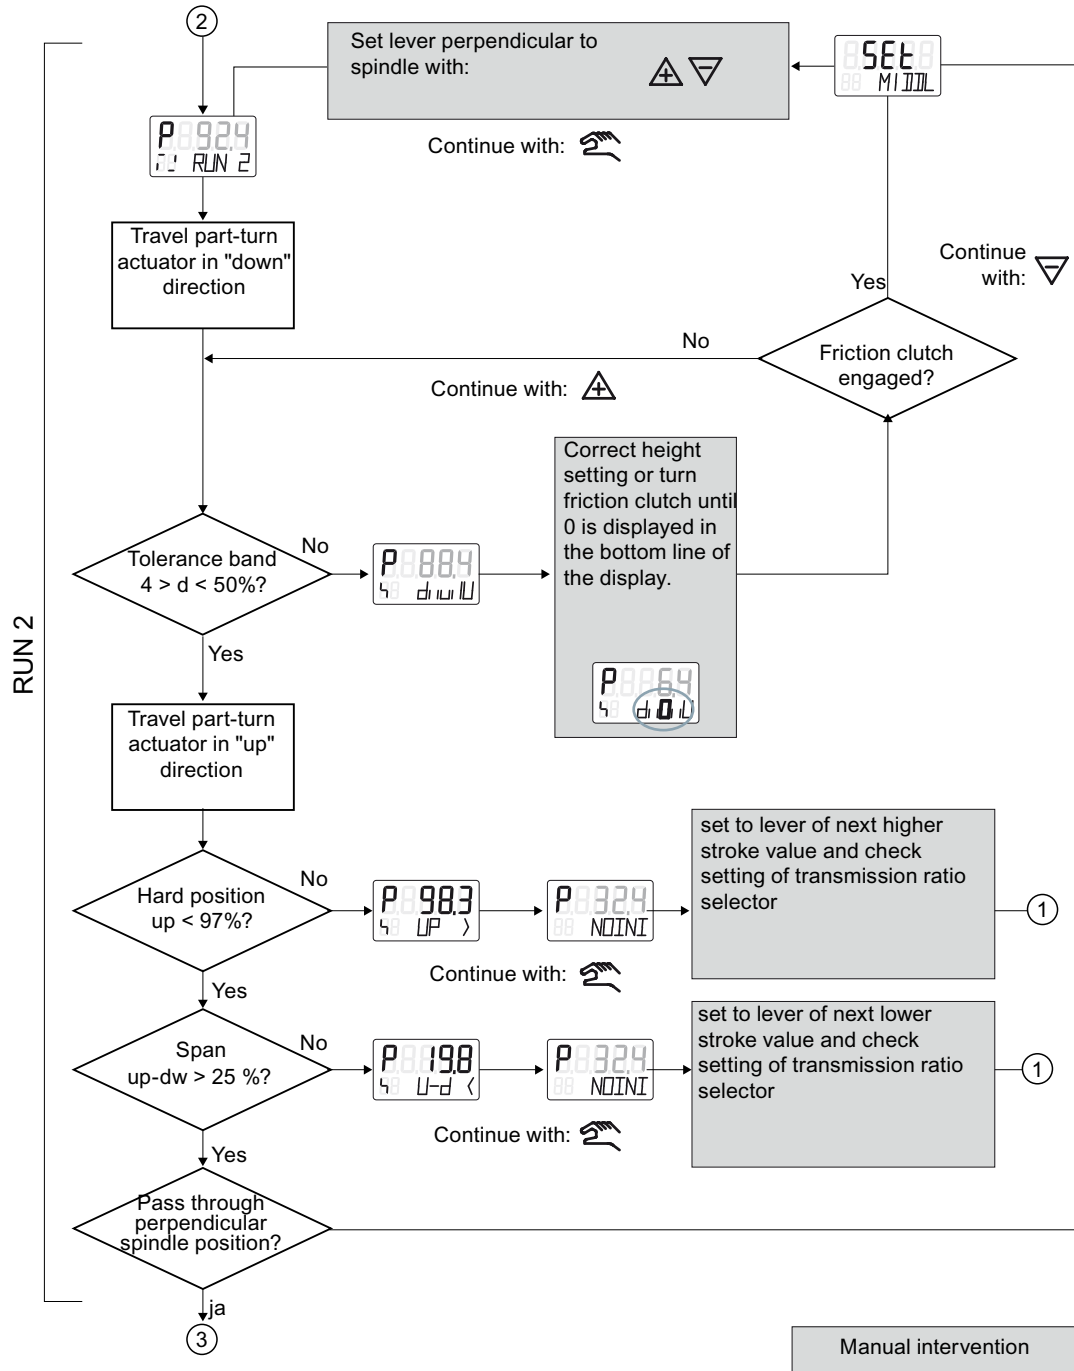 2
Set lever perpendicular to
spindle with:
SEt
MIDDL
Continue with:
P 92.4
RUN 2
Travel part-turn
actuator in "down"
direction
Continue
with:
Yes
No
Friction clutch
engaged?
Continue with:
Correct height
setting or turn
friction clutch until
0 is displayed in
the bottom line of
the display.
Tolerance band
4 > d < 50%?
No
P 88.4
RUN 2
Yes
P 6.4
0
Travel part-turn
actuator in "up"
direction
set to lever of next higher
stroke value and check
setting of transmission ratio
selector
Hard position
up < 97%?
No
P 98.3
UP >
P 32.4
NOINI
1
Continue with:
Yes
set to lever of next lower
stroke value and check
setting of transmission ratio
selector
Span
up-dw > 25 %?
No
P 19.8
U-d <
P 32.4
NOINI
1
Continue with:
Yes
Pass through
perpendicular
spindle position?
ja
3
Manual intervention